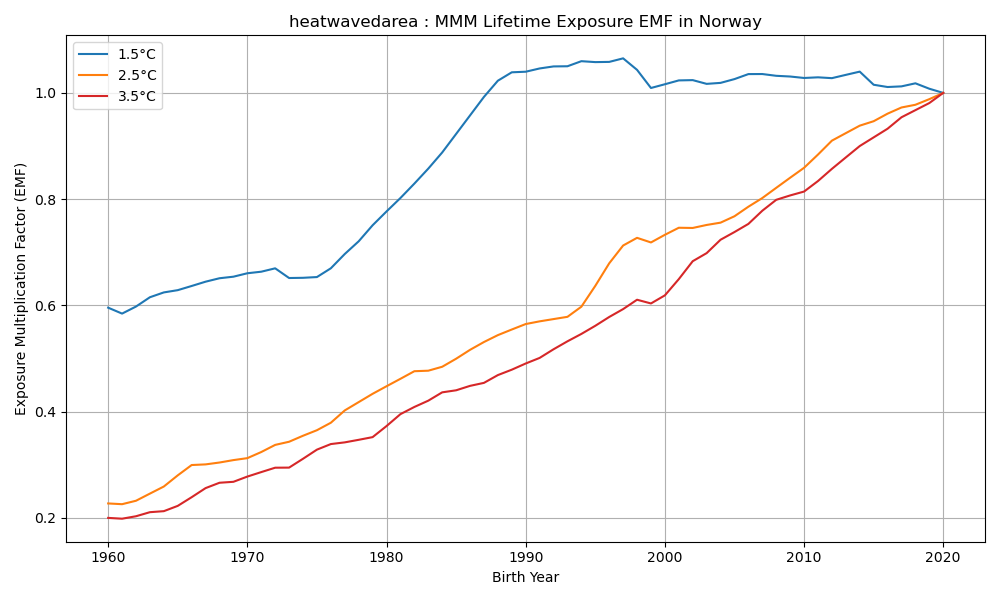 heatwavedarea : MMM Lifetime Exposure EMF in Norway
1.5°C
2.5°C
3.5°C
Exposure Multiplication Factor (EMF)
1.0
0.8
0.6
0.4
0.2
1960 1970 1980 1990 2000 2010 2020
Birth Year